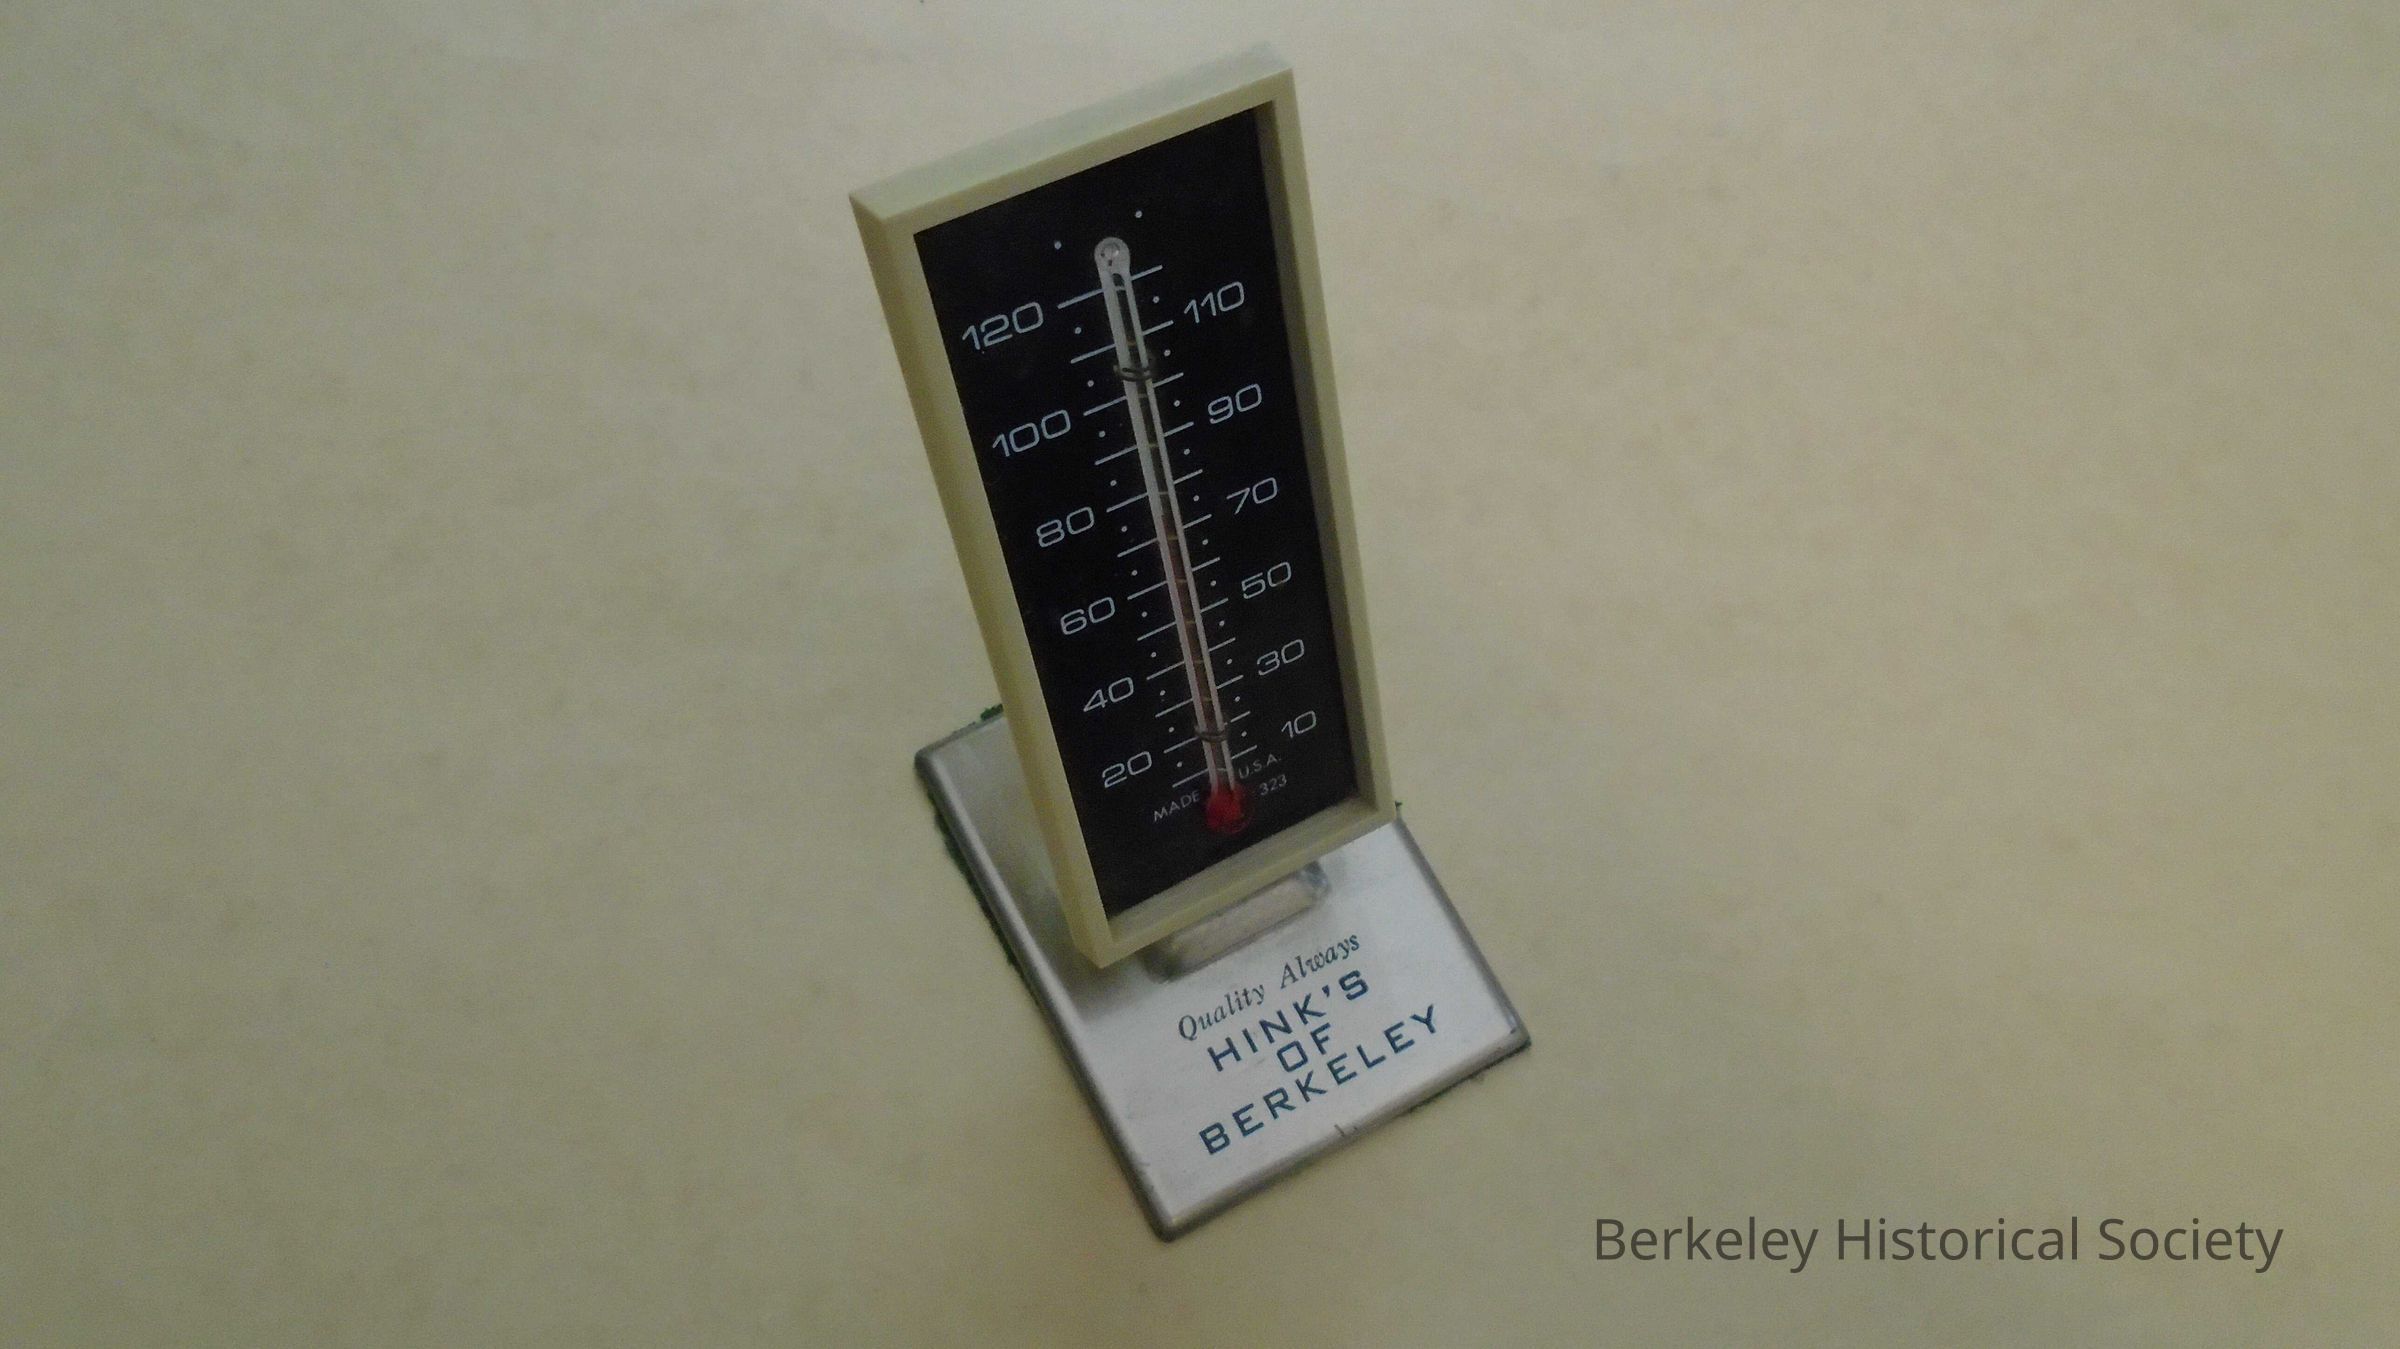 120
110
100
90
80
70
60
50
40
30
20
10
MADE U.S.A.
323
Quality Always
HINK'S
OF
BERKELEY
Berkeley Historical Society